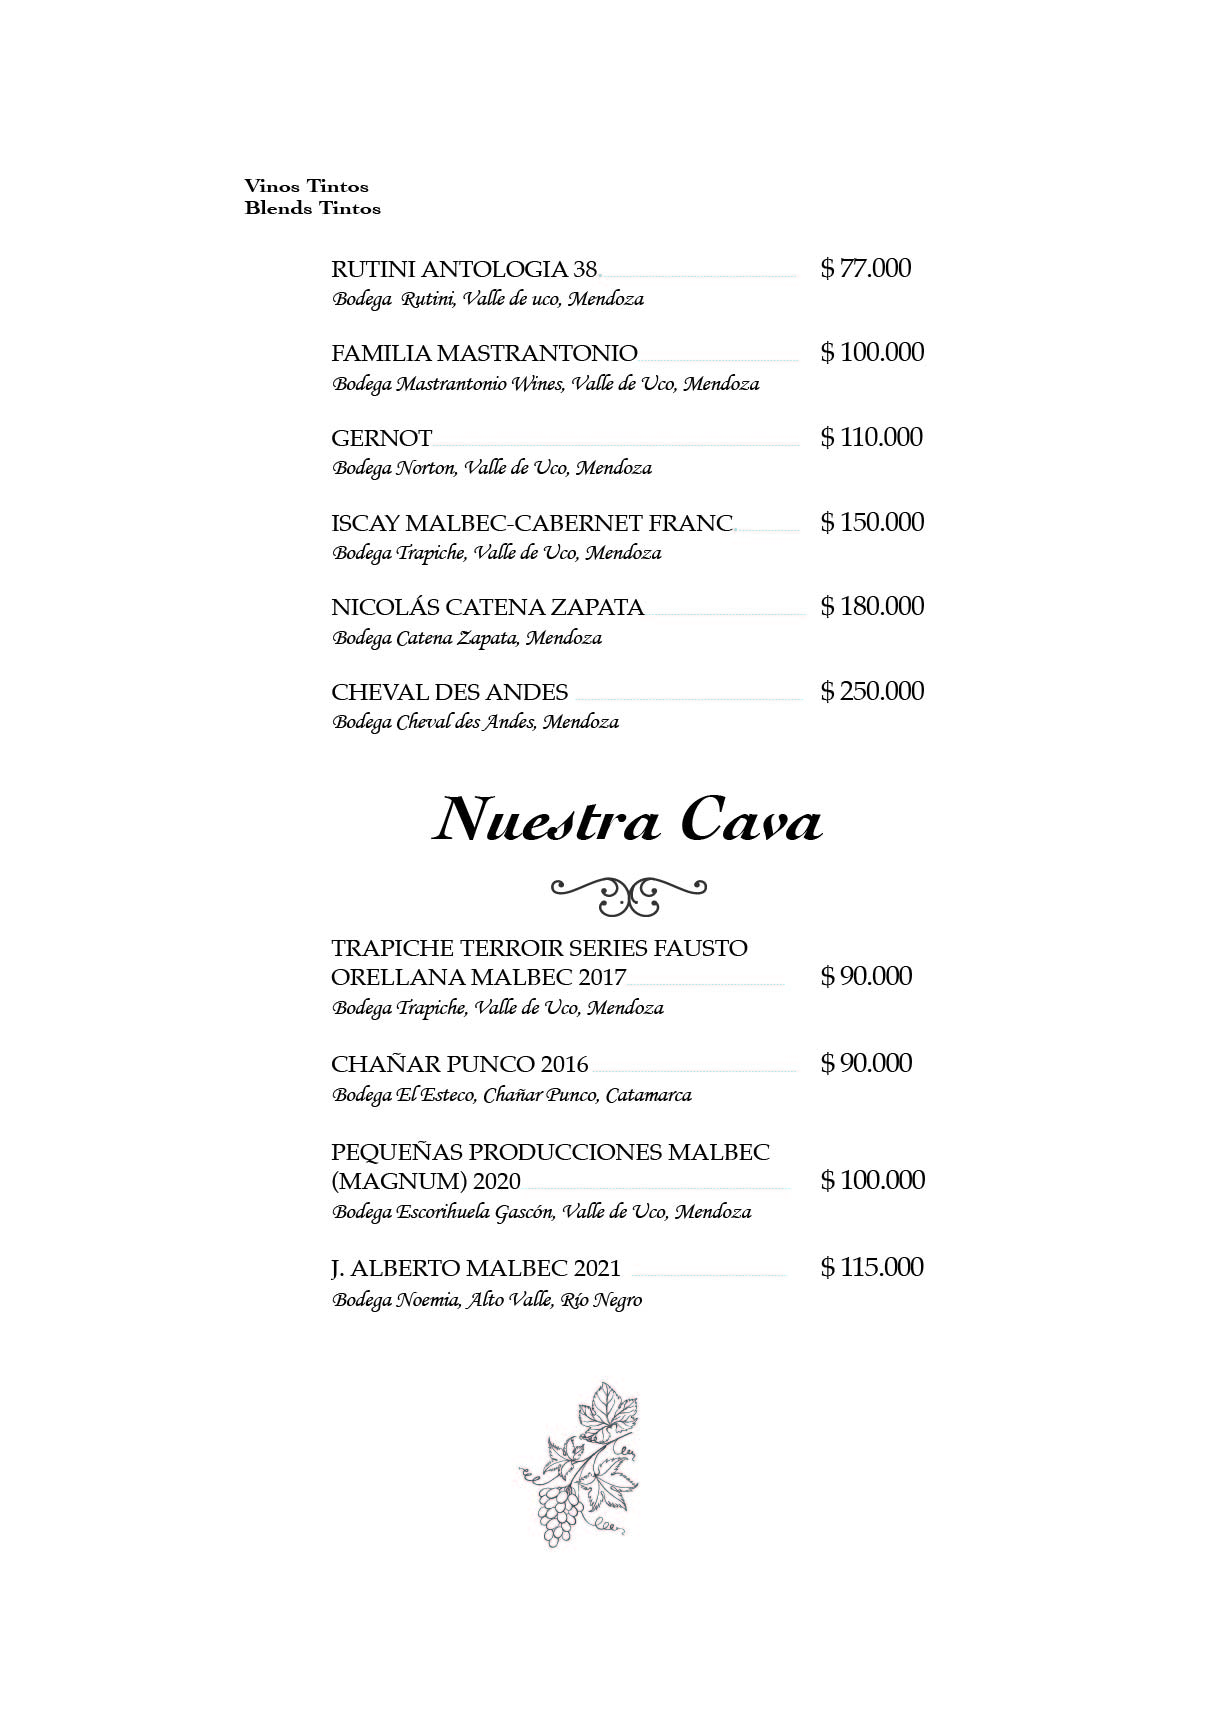 Vinos Tintos
Blends Tintos
RUTINI ANTOLOGIA 38 $ 77.000
Bodega Rutini, Valle de uco, Mendoza
FAMILIA MASTRANTONIO $ 100.000
Bodega Mastrantonio Wines, Valle de Uco, Mendoza
GERNOT $ 110.000
Bodega Norton, Valle de Uco, Mendoza
ISCAY MALBEC-CABERNET FRANC $ 150.000
Bodega Trapiche, Valle de Uco, Mendoza
NICOLÁS CATENA ZAPATA $ 180.000
Bodega Catena Zapata, Mendoza
CHEVAL DES ANDES $ 250.000
Bodega Cheval des Andes, Mendoza
Nuestra Cava
TRAPICHE TERROIR SERIES FAUSTO
ORELLANA MALBEC 2017 $ 90.000
Bodega Trapiche, Valle de Uco, Mendoza
CHAÑAR PUNCO 2016 $ 90.000
Bodega El Esteco, Chañar Punco, Catamarca
PEQUEÑAS PRODUCCIONES MALBEC
(MAGNUM) 2020 $ 100.000
Bodega Escorihuela Gascón, Valle de Uco, Mendoza
J. ALBERTO MALBEC 2021 $ 115.000
Bodega Noemia, Alto Valle, Río Negro